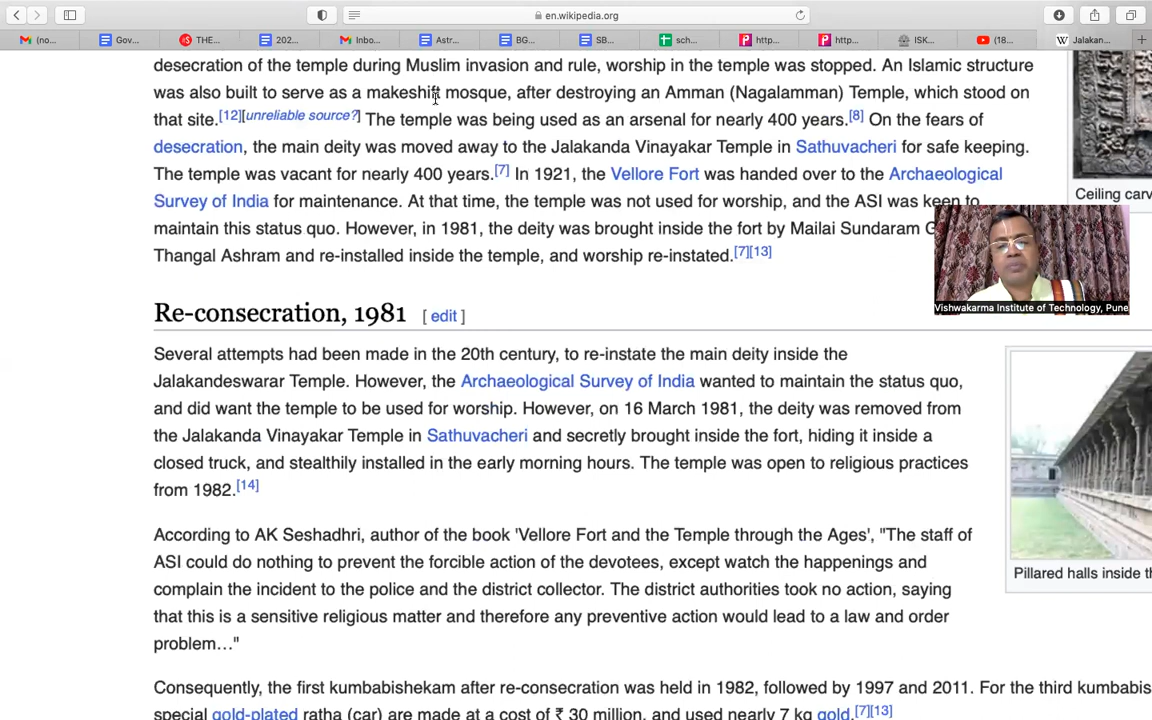 en.wikipedia.org
(no...
Gov...
THE...
202...
Inbo...
Astr...
BG...
SB...
sch...
http...
http...
ISK...
(18...
Jalakan...
desecration of the temple during Muslim invasion and rule, worship in the temple was stopped. An Islamic structure
was also built to serve as a makeshift mosque, after destroying an Amman (Nagalamman) Temple, which stood on
that site.[12][unreliable source?] The temple was being used as an arsenal for nearly 400 years.[8] On the fears of
desecration, the main deity was moved away to the Jalakanda Vinayakar Temple in Sathuvacheri for safe keeping.
The temple was vacant for nearly 400 years.[7] In 1921, the Vellore Fort was handed over to the Archaeological
Survey of India for maintenance. At that time, the temple was not used for worship, and the ASI was keen to
maintain this status quo. However, in 1981, the deity was brought inside the fort by Mailai Sundaram G
Thangal Ashram and re-installed inside the temple, and worship re-instated.[7][13]
Ceiling carv
Vishwakarma Institute of Technology, Pune
Re-consecration, 1981 [ edit ]
Several attempts had been made in the 20th century, to re-instate the main deity inside the
Jalakandeswarar Temple. However, the Archaeological Survey of India wanted to maintain the status quo,
and did want the temple to be used for worship. However, on 16 March 1981, the deity was removed from
the Jalakanda Vinayakar Temple in Sathuvacheri and secretly brought inside the fort, hiding it inside a
closed truck, and stealthily installed in the early morning hours. The temple was open to religious practices
from 1982.[14]
According to AK Seshadhri, author of the book 'Vellore Fort and the Temple through the Ages', "The staff of
ASI could do nothing to prevent the forcible action of the devotees, except watch the happenings and
complain the incident to the police and the district collector. The district authorities took no action, saying
that this is a sensitive religious matter and therefore any preventive action would lead to a law and order
problem…"
Pillared halls inside th
Consequently, the first kumbabishekam after re-consecration was held in 1982, followed by 1997 and 2011. For the third kumbabis
special gold-plated ratha (car) are made at a cost of ₹ 30 million, and used nearly 7 kg gold.[7][13]